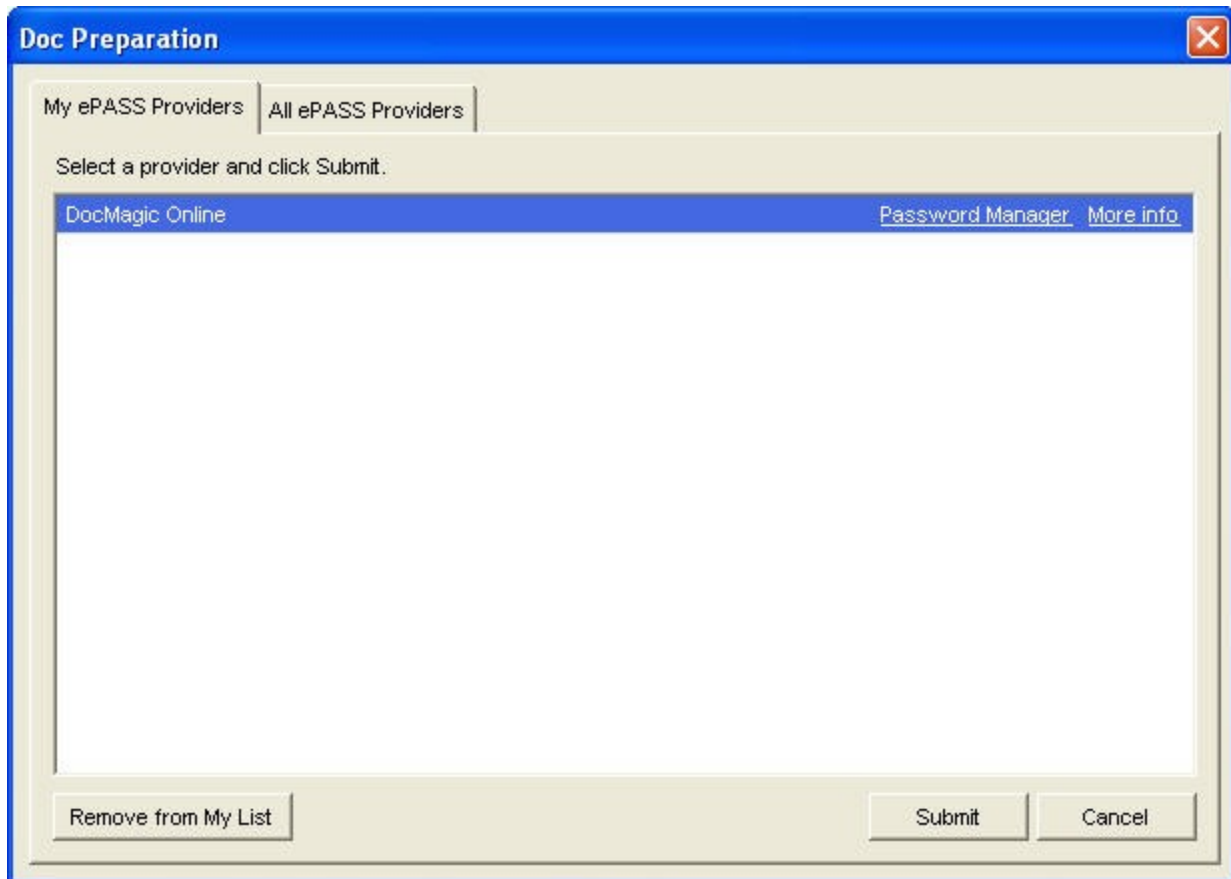 Doc Preparation
My ePASS Providers All ePASS Providers
Select a provider and click Submit.
DocMagic Online Password Manager More info
Remove from My List Submit Cancel